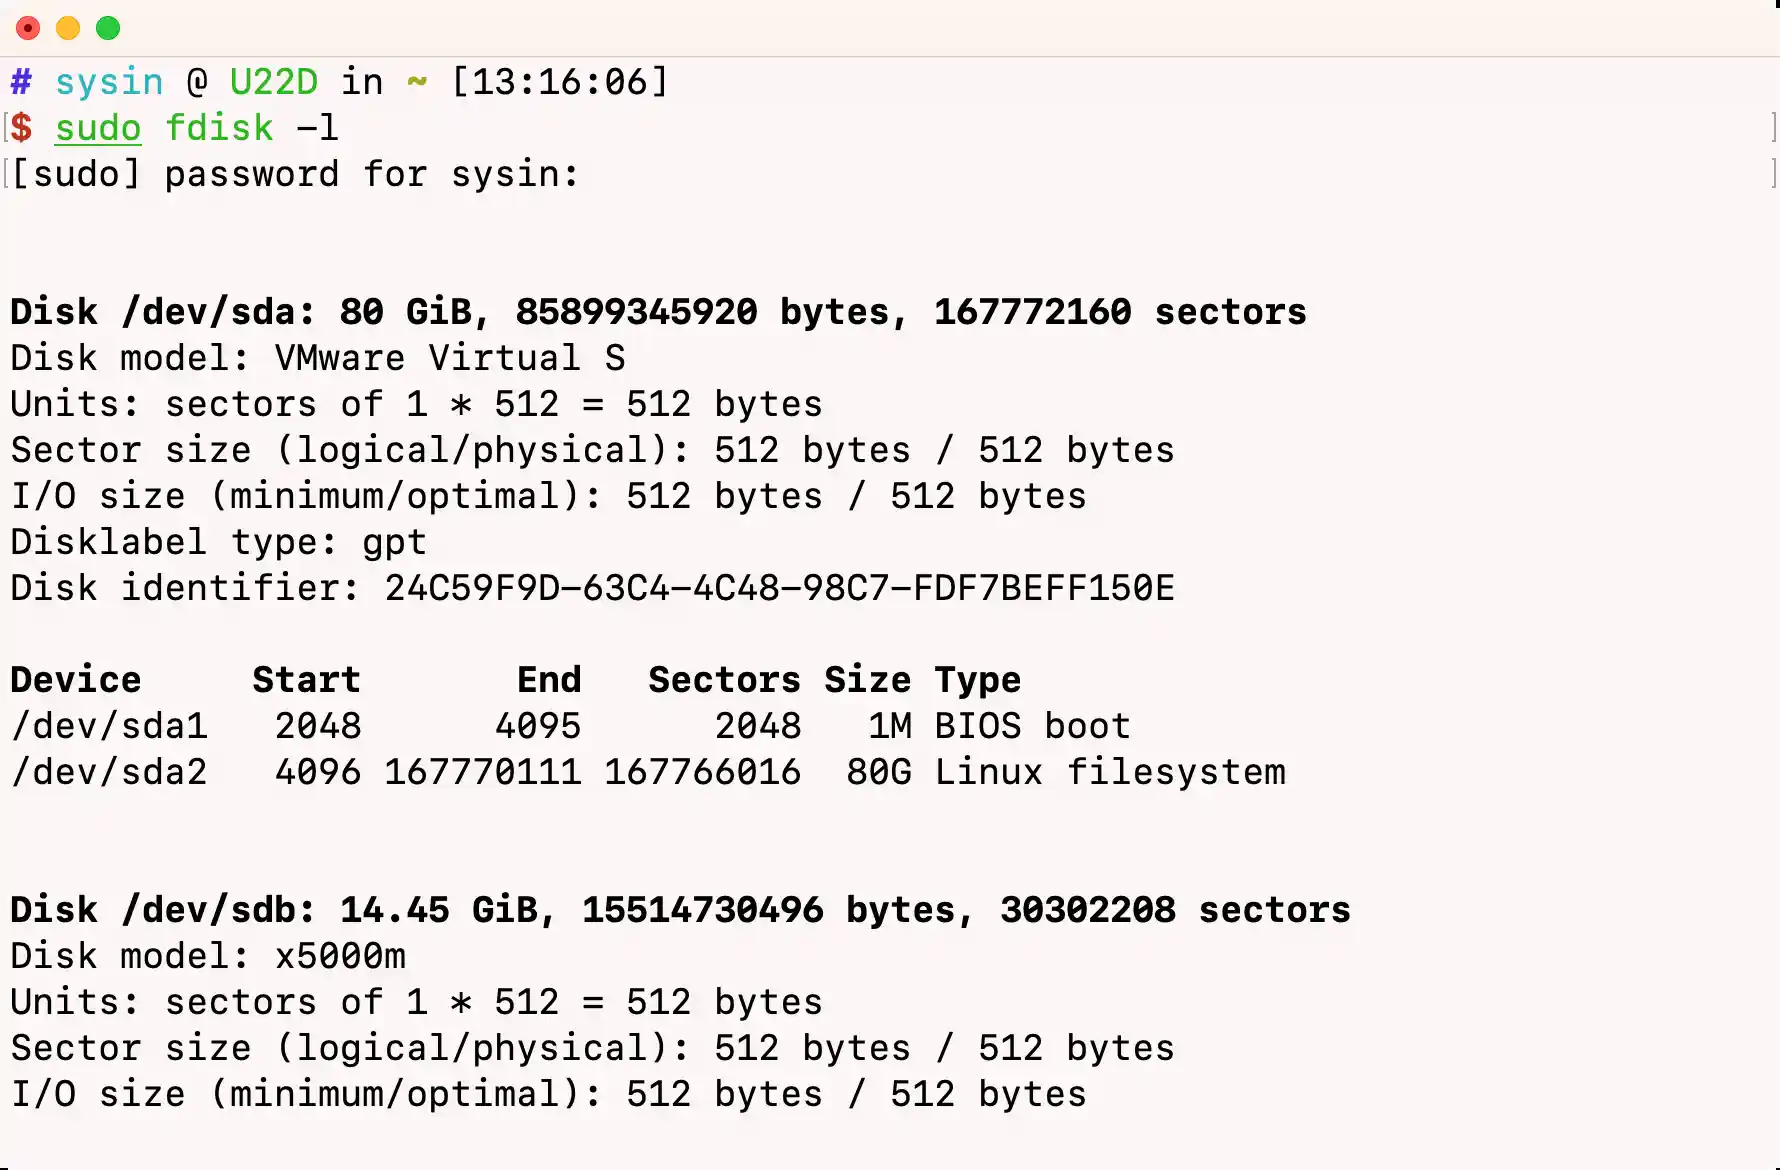 # sysin @ U22D in ~ [13:16:06]
[$ sudo fdisk -l ]
[[sudo] password for sysin: ]
Disk /dev/sda: 80 GiB, 85899345920 bytes, 167772160 sectors
Disk model: VMware Virtual S
Units: sectors of 1 * 512 = 512 bytes
Sector size (logical/physical): 512 bytes / 512 bytes
I/O size (minimum/optimal): 512 bytes / 512 bytes
Disklabel type: gpt
Disk identifier: 24C59F9D-63C4-4C48-98C7-FDF7BEFF150E
Device Start End Sectors Size Type
/dev/sda1 2048 4095 2048 1M BIOS boot
/dev/sda2 4096 167770111 167766016 80G Linux filesystem
Disk /dev/sdb: 14.45 GiB, 15514730496 bytes, 30302208 sectors
Disk model: x5000m
Units: sectors of 1 * 512 = 512 bytes
Sector size (logical/physical): 512 bytes / 512 bytes
I/O size (minimum/optimal): 512 bytes / 512 bytes